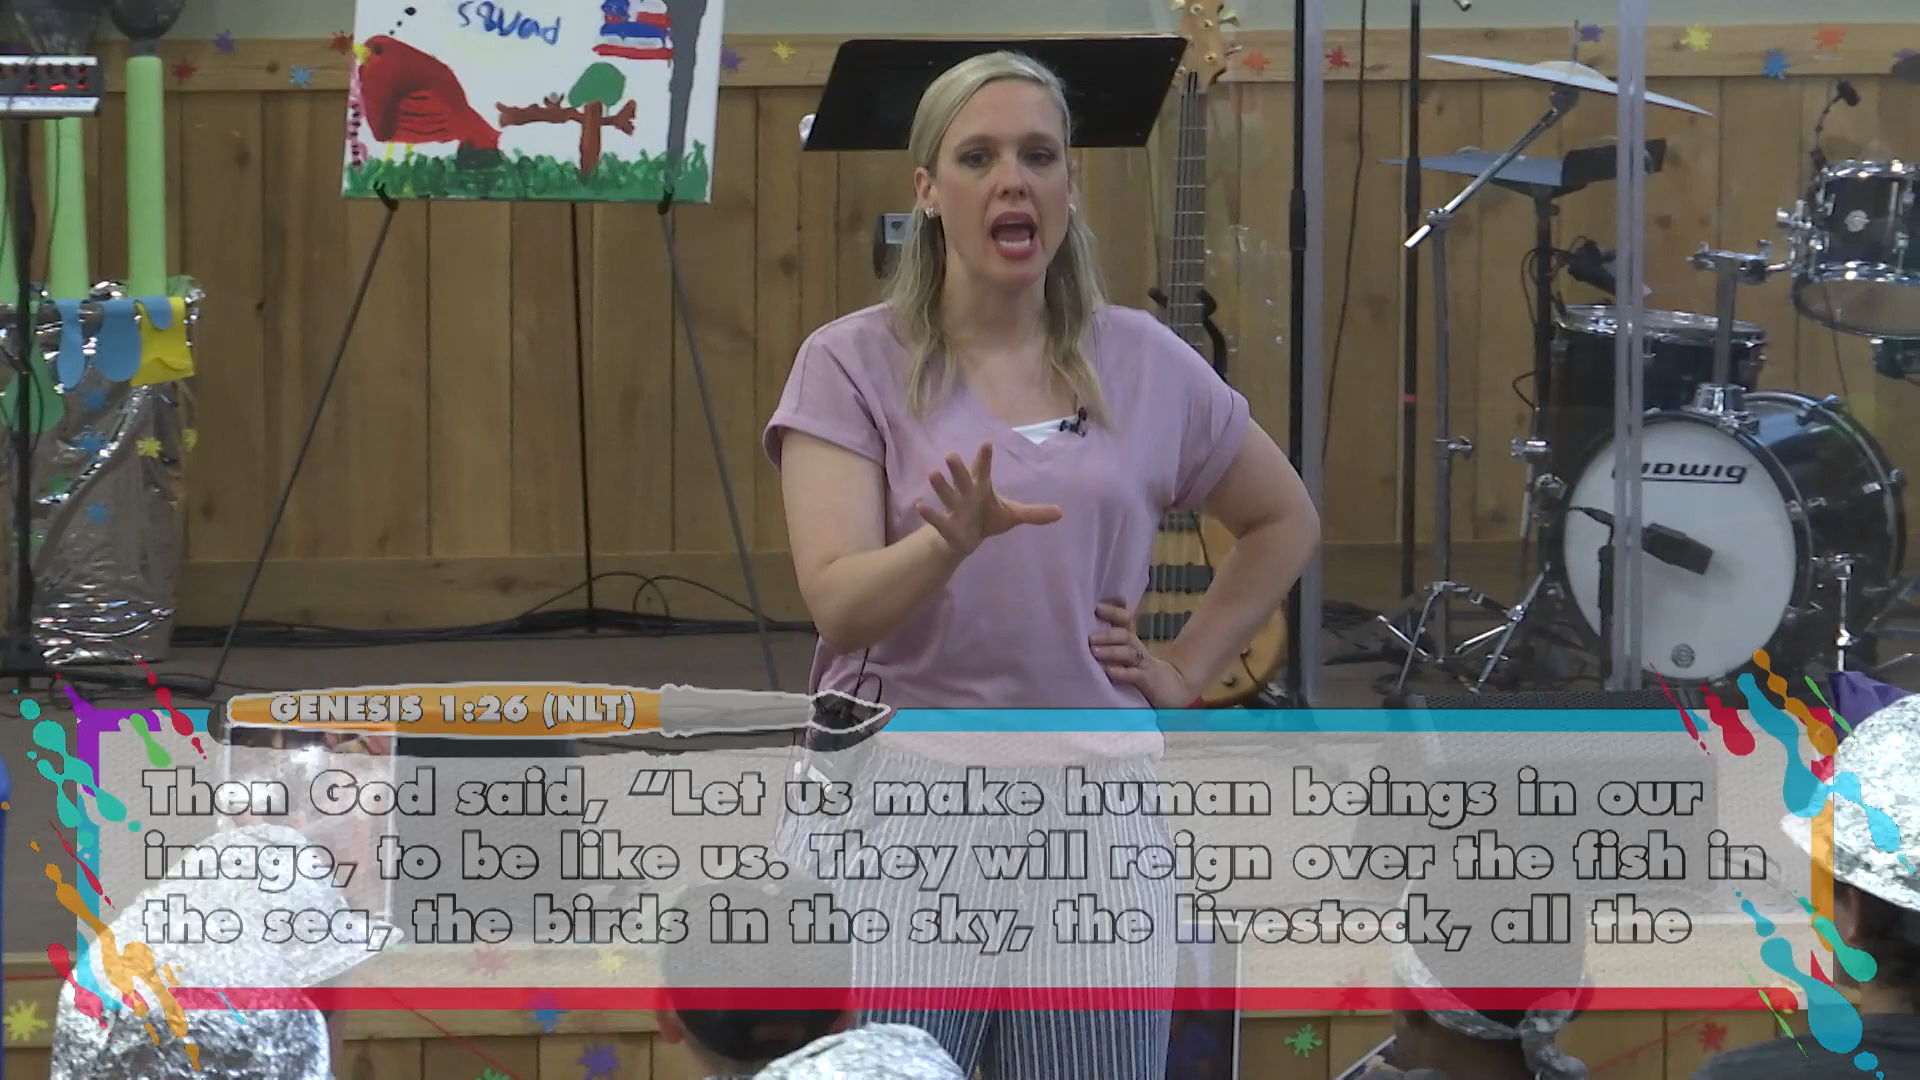 squad
LUDWIG
GENESIS 1:26 (NLT)
Then God said, “Let us make human beings in our
image, to be like us. They will reign over the fish in
the sea, the birds in the sky, the livestock, all the